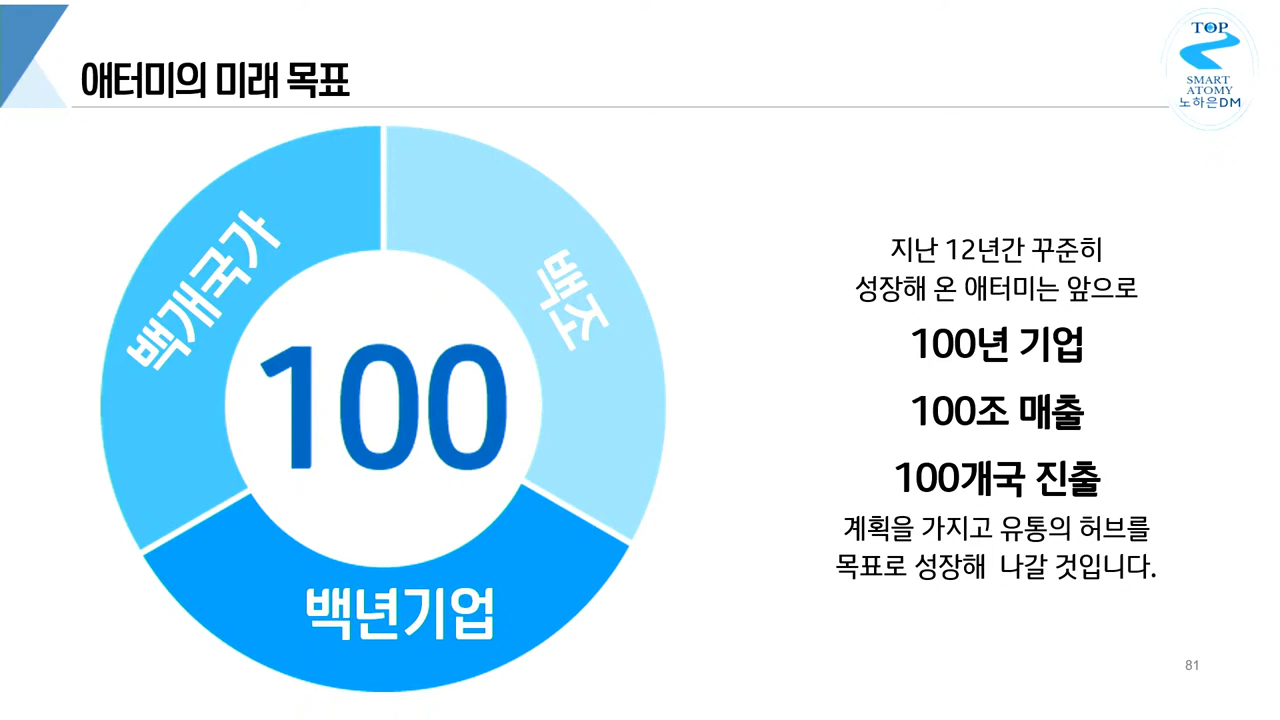 애터미의 미래 목표
TOP
SMART
ATOMY
노하은DM
백개국가
백조
100
백년기업
지난 12년간 꾸준히
성장해 온 애터미는 앞으로
100년 기업
100조 매출
100개국 진출
계획을 가지고 유통의 허브를
목표로 성장해 나갈 것입니다.
81